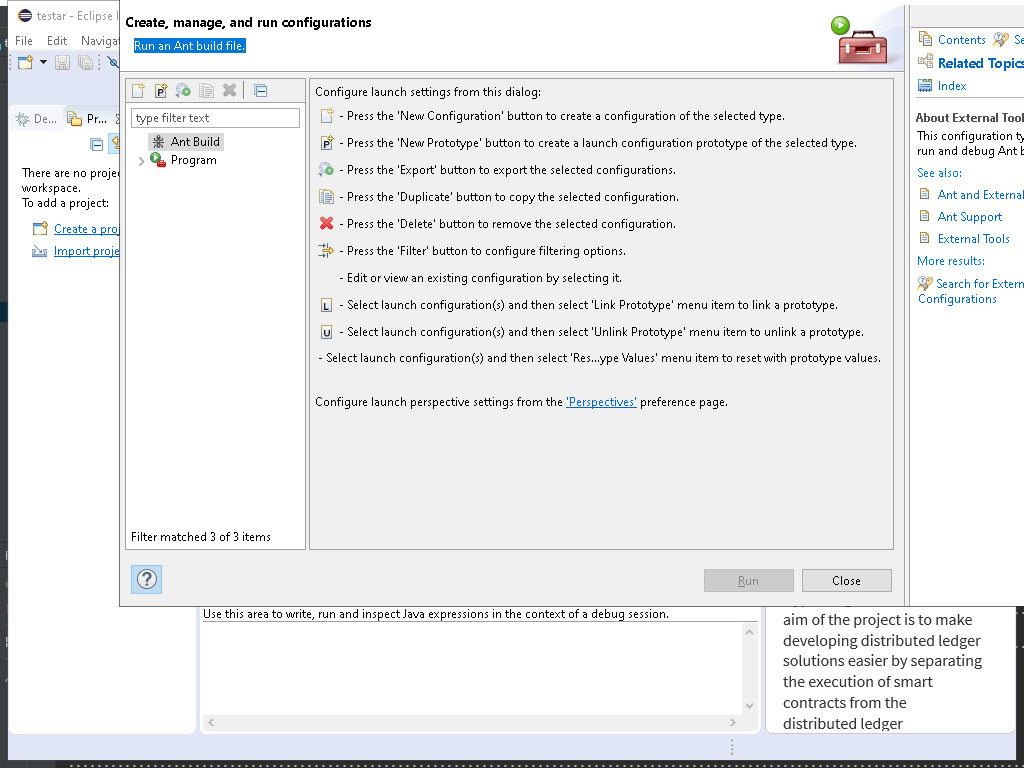 testar - Eclipse I
File Edit Naviga
De... Pr...
There are no proje
workspace.
To add a project:
Create a proj
Import proje
Create, manage, and run configurations
Run an Ant build file.
type filter text
Ant Build
Program
Filter matched 3 of 3 items
Configure launch settings from this dialog:
- Press the 'New Configuration' button to create a configuration of the selected type.
P - Press the 'New Prototype' button to create a launch configuration prototype of the selected type.
- Press the 'Export' button to export the selected configurations.
- Press the 'Duplicate' button to copy the selected configuration.
- Press the 'Delete' button to remove the selected configuration.
- Press the 'Filter' button to configure filtering options.
- Edit or view an existing configuration by selecting it.
L - Select launch configuration(s) and then select 'Link Prototype' menu item to link a prototype.
U - Select launch configuration(s) and then select 'Unlink Prototype' menu item to unlink a prototype.
- Select launch configuration(s) and then select 'Res...ype Values' menu item to reset with prototype values.
Configure launch perspective settings from the 'Perspectives' preference page.
?
Run Close
Contents Se
Related Topics
Index
About External Tool
This configuration ty
run and debug Ant b
See also:
Ant and External
Ant Support
External Tools
More results:
Search for Extern
Configurations
Use this area to write, run and inspect Java expressions in the context of a debug session.
aim of the project is to make
developing distributed ledger
solutions easier by separating
the execution of smart
contracts from the
distributed ledger